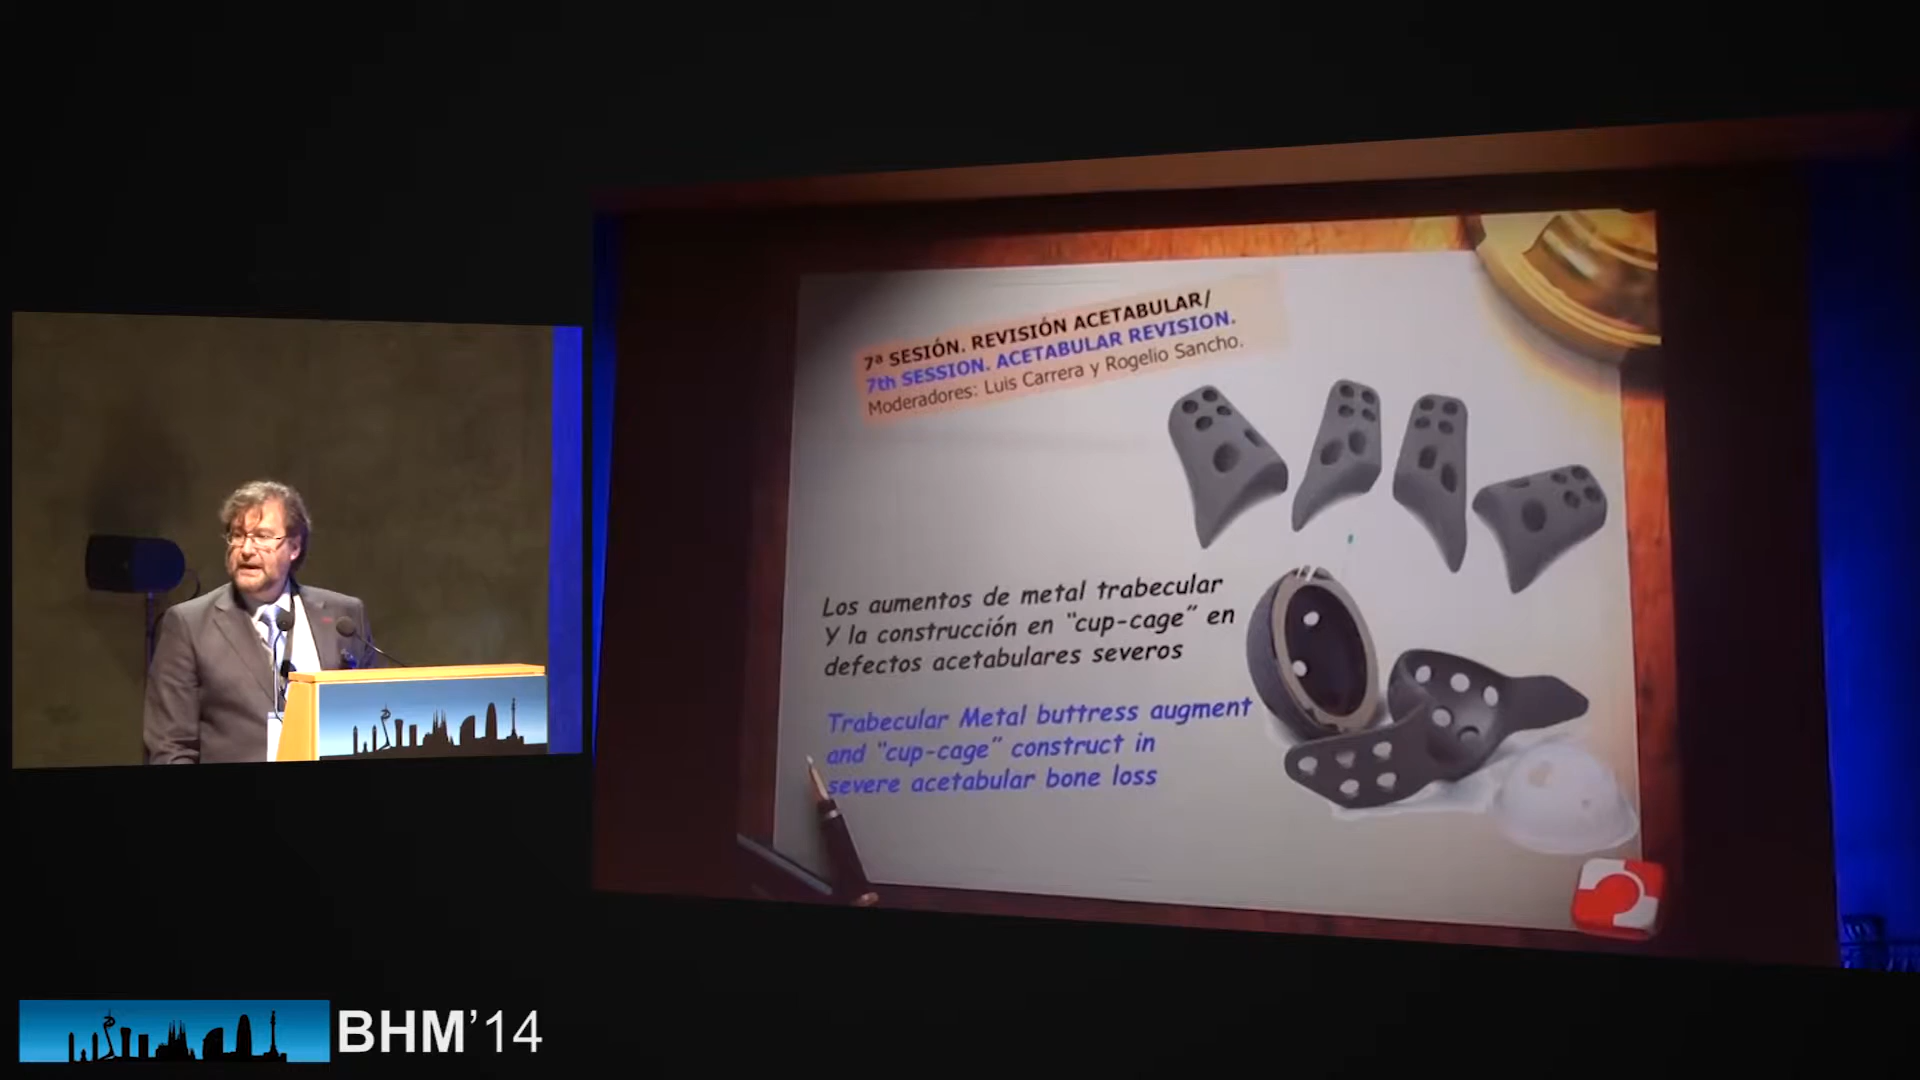 7ª SESIÓN. REVISIÓN ACETABULAR/
7th SESSION. ACETABULAR REVISION.
Moderadores: Luis Carrera y Rogelio Sancho.
Los aumentos de metal trabecular
Y la construcción en "cup-cage" en
defectos acetabulares severos
Trabecular Metal buttress augment
and "cup-cage" construct in
severe acetabular bone loss
BHM'14